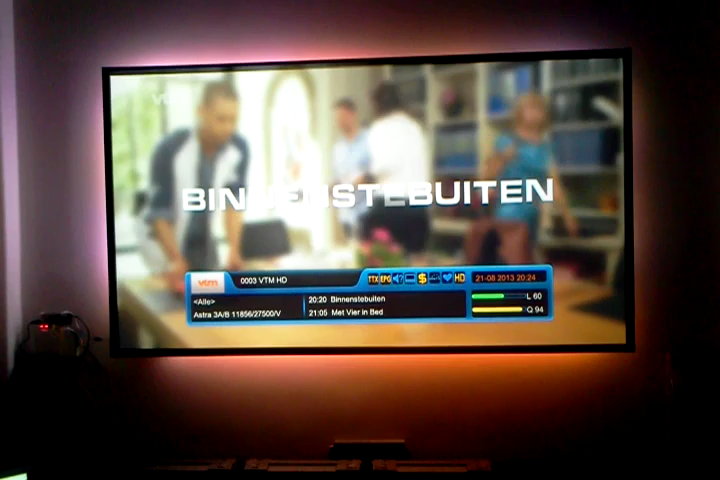 BINNENSTEBUITEN
vtm
0003 VTM HD
TTX EPG $ HD
21-08 2013 20:24
<Alle>
20:20 Binnenstebuiten
L 60
Astra 3A/B 11856/27500/V
21:05 Met Vier in Bed
Q 94